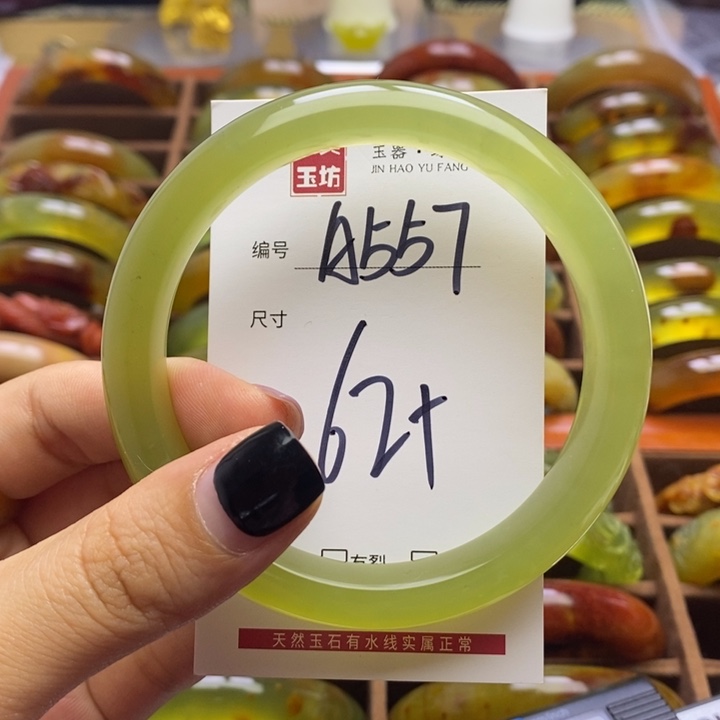 玉坊
玉器·
JIN HAO YU FANG
编号 A557
尺寸
62+
有裂
天然玉石有水线实属正常